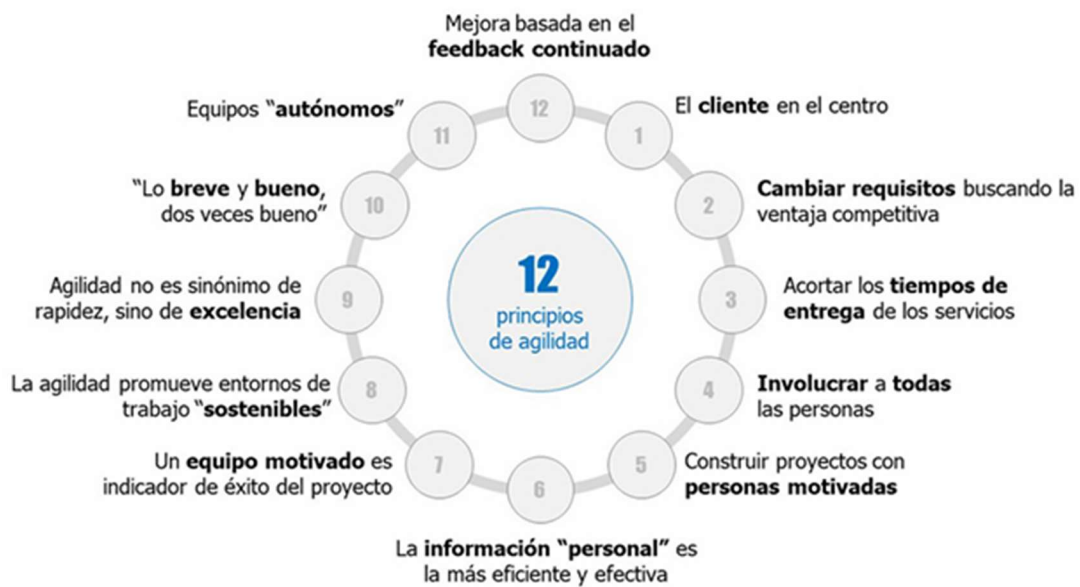 12
principios
de agilidad
1
El cliente en el centro
2
Cambiar requisitos buscando la
ventaja competitiva
3
Acortar los tiempos de
entrega de los servicios
4
Involucrar a todas
las personas
5
Construir proyectos con
personas motivadas
6
La información “personal” es
la más eficiente y efectiva
7
Un equipo motivado es
indicador de éxito del proyecto
8
La agilidad promueve entornos de
trabajo “sostenibles”
9
Agilidad no es sinónimo de
rapidez, sino de excelencia
10
“Lo breve y bueno,
dos veces bueno”
11
Equipos “autónomos”
12
Mejora basada en el
feedback continuado